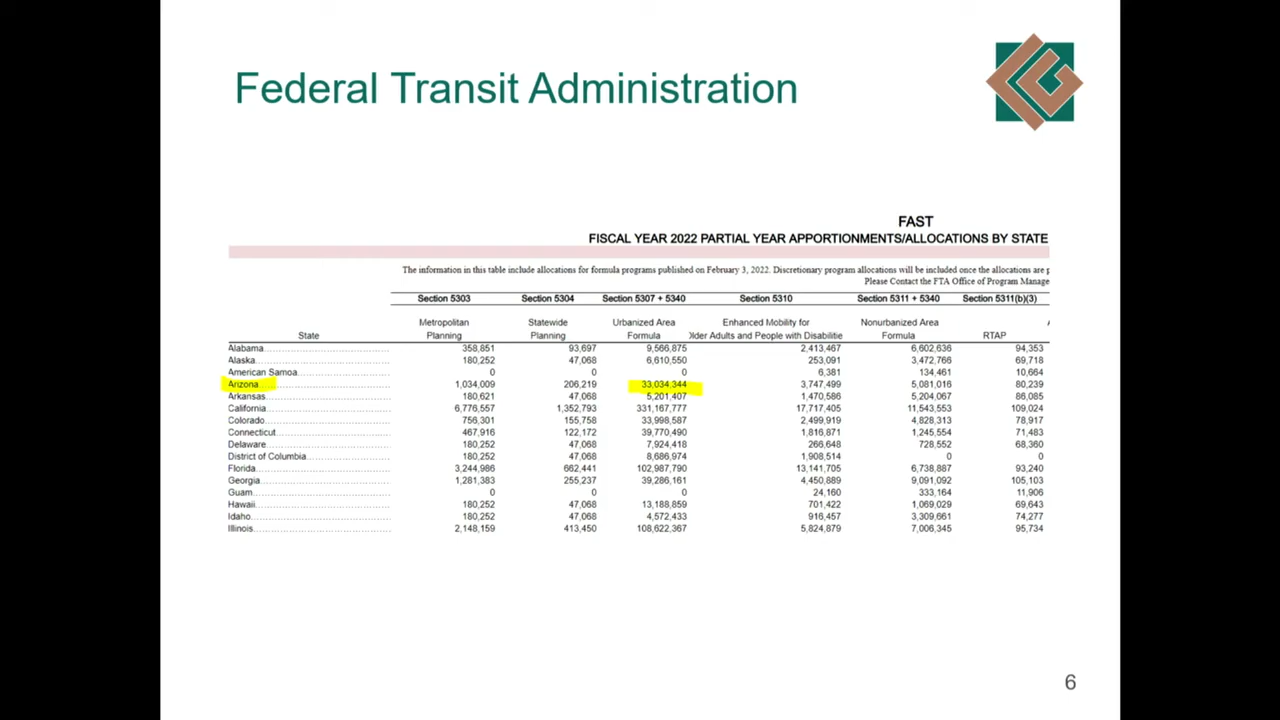 Federal Transit Administration
FAST
FISCAL YEAR 2022 PARTIAL YEAR APPORTIONMENTS/ALLOCATIONS BY STATE
The information in this table include allocations for formula programs published on February 3, 2022. Discretionary program allocations will be included once the allocations are p
Please Contact the FTA Office of Program Manage
Section 5303 Section 5304 Section 5307 + 5340 Section 5310 Section 5311 + 5340 Section 5311(b)(3)
Metropolitan Statewide Urbanized Area Enhanced Mobility for Nonurbanized Area
State Planning Planning Formula Older Adults and People with Disabilitie Formula RTAP
Alabama 358,851 93,697 9,566,875 2,413,467 6,602,636 94,353
Alaska 180,252 47,068 6,610,550 253,091 3,472,766 69,718
American Samoa 0 0 0 6,381 134,461 10,664
Arizona 1,034,009 206,219 33,034,344 3,747,499 5,081,016 80,239
Arkansas 180,621 47,068 5,201,407 1,470,586 5,204,067 86,085
California 6,776,557 1,352,793 331,167,777 17,717,405 11,543,553 109,024
Colorado 756,301 155,758 33,998,587 2,499,919 4,828,313 78,917
Connecticut 467,916 122,172 39,770,490 1,816,871 1,245,554 71,483
Delaware 180,252 47,068 7,924,418 266,648 728,552 68,360
District of Columbia 180,252 47,068 8,686,974 1,908,514 0 0
Florida 3,244,986 662,441 102,987,790 13,141,705 6,738,887 93,240
Georgia 1,281,383 255,237 39,286,161 4,450,889 9,091,092 105,103
Guam 0 0 0 24,160 333,164 11,906
Hawaii 180,252 47,068 13,188,859 701,422 1,069,029 69,643
Idaho 180,252 47,068 4,572,433 916,457 3,309,661 74,277
Illinois 2,148,159 413,450 108,622,367 5,824,879 7,006,345 95,734
6